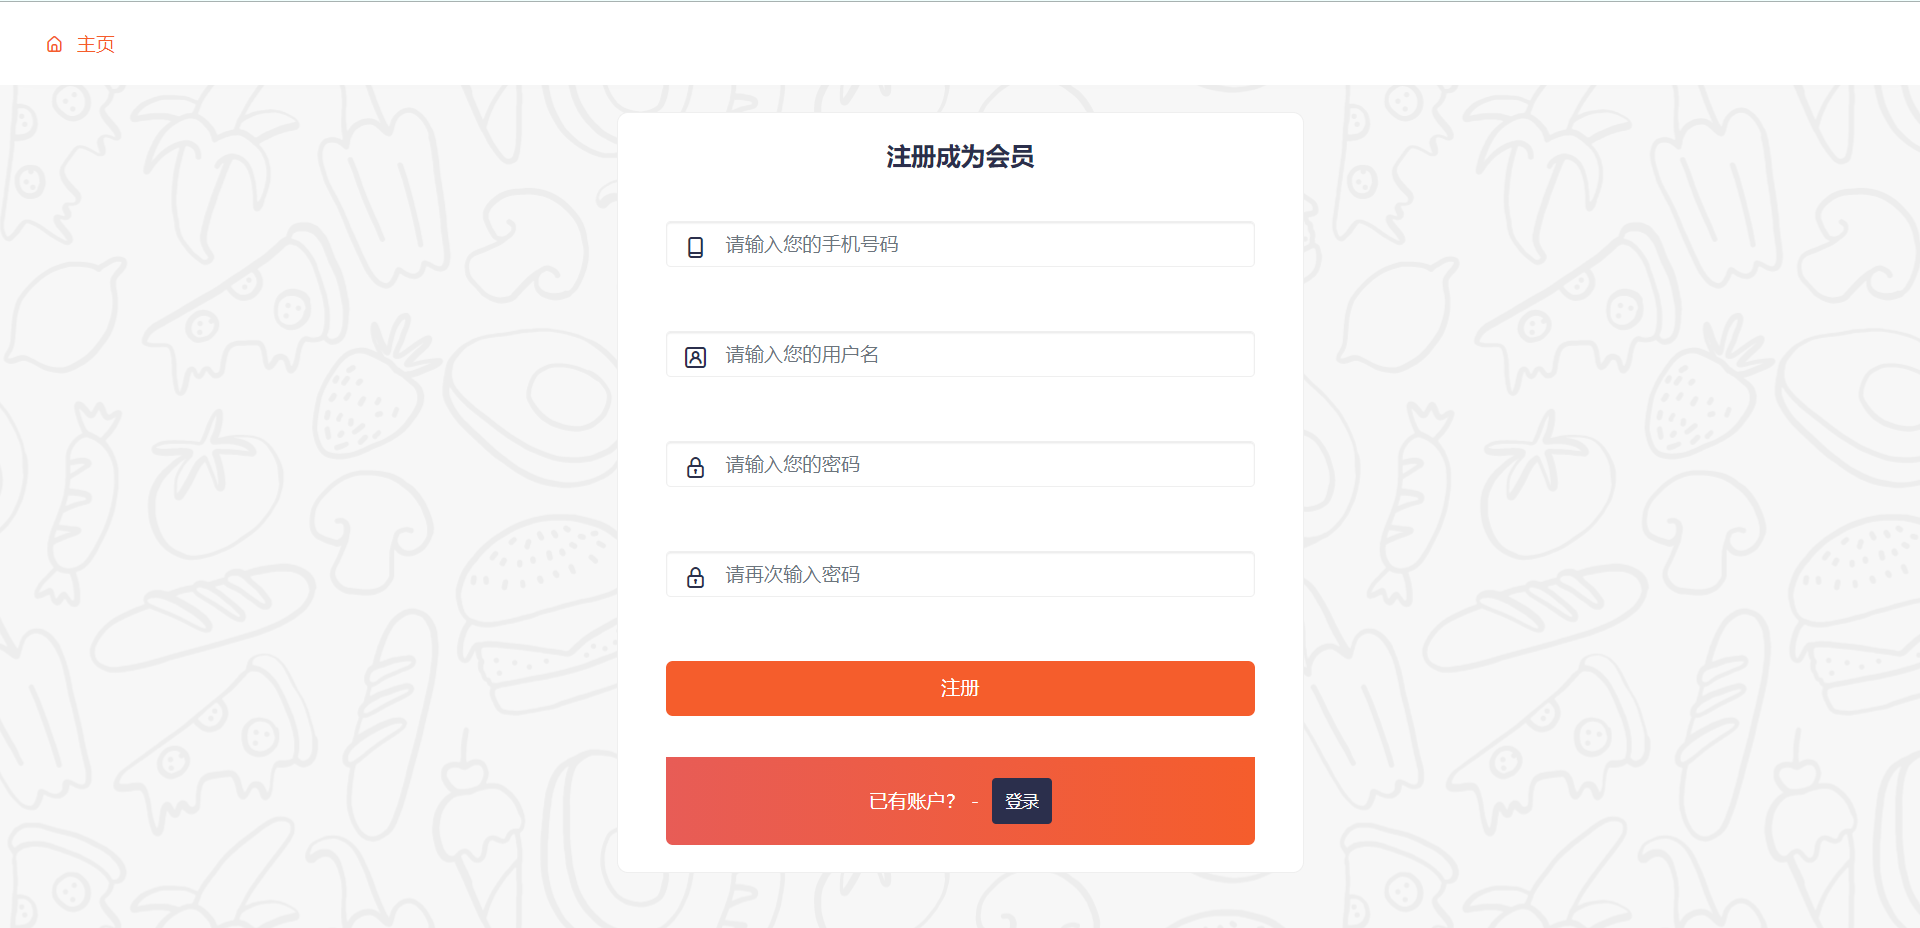 主页
注册成为会员
请输入您的手机号码
请输入您的用户名
请输入您的密码
请再次输入密码
注册
已有账户? - 登录